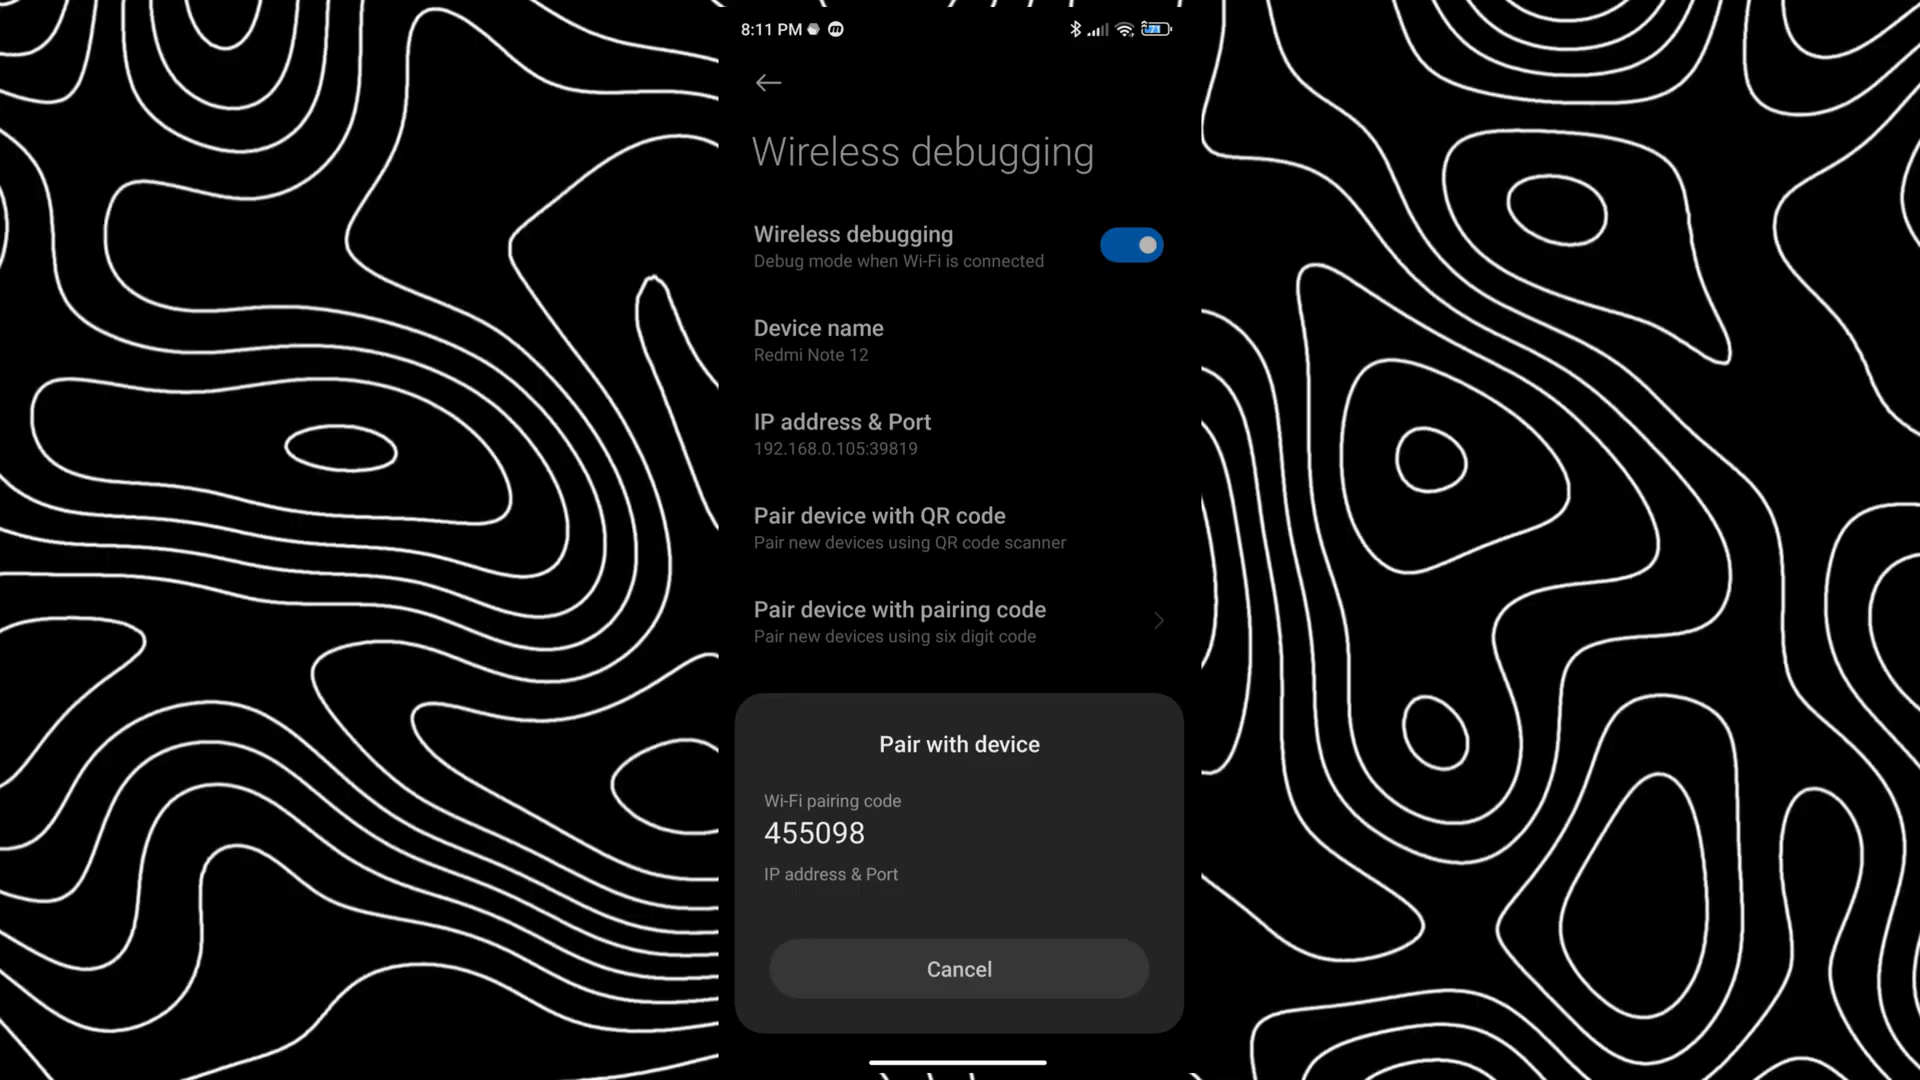 8:11 PM
71
Wireless debugging
Wireless debugging
Debug mode when Wi-Fi is connected
Device name
Redmi Note 12
IP address & Port
192.168.0.105:39819
Pair device with QR code
Pair new devices using QR code scanner
Pair device with pairing code
Pair new devices using six digit code
Pair with device
Wi-Fi pairing code
455098
IP address & Port
Cancel